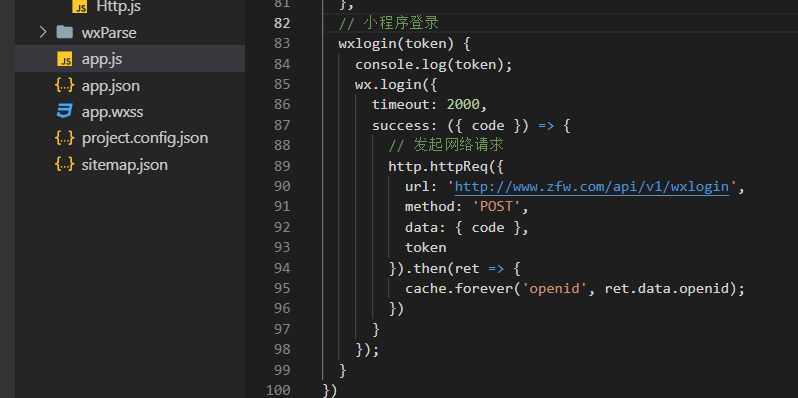 Http.js
wxParse
app.js
app.json
app.wxss
project.config.json
sitemap.json
81 },
82 // 小程序登录
83 wxlogin(token) {
84 console.log(token);
85 wx.login({
86 timeout: 2000,
87 success: ({ code }) => {
88 // 发起网络请求
89 http.httpReq({
90 url: 'http://www.zfw.com/api/v1/wxlogin',
91 method: 'POST',
92 data: { code },
93 token
94 }).then(ret => {
95 cache.forever('openid', ret.data.openid);
96 })
97 }
98 });
99 }
100 })